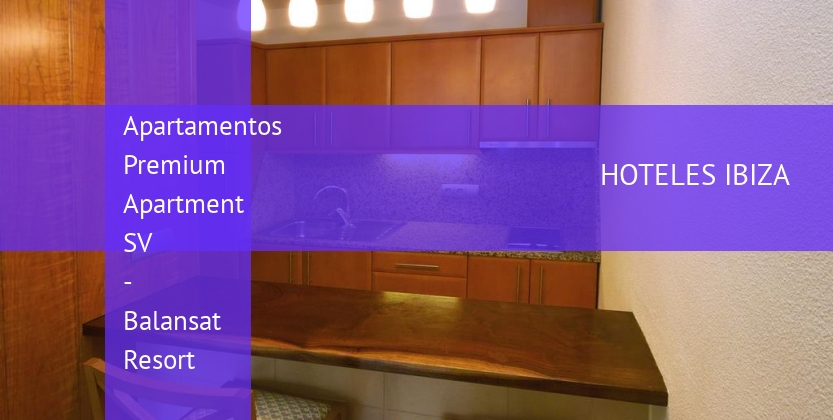 Apartamentos
Premium
Apartment
SV
-
Balansat
Resort
HOTELES IBIZA